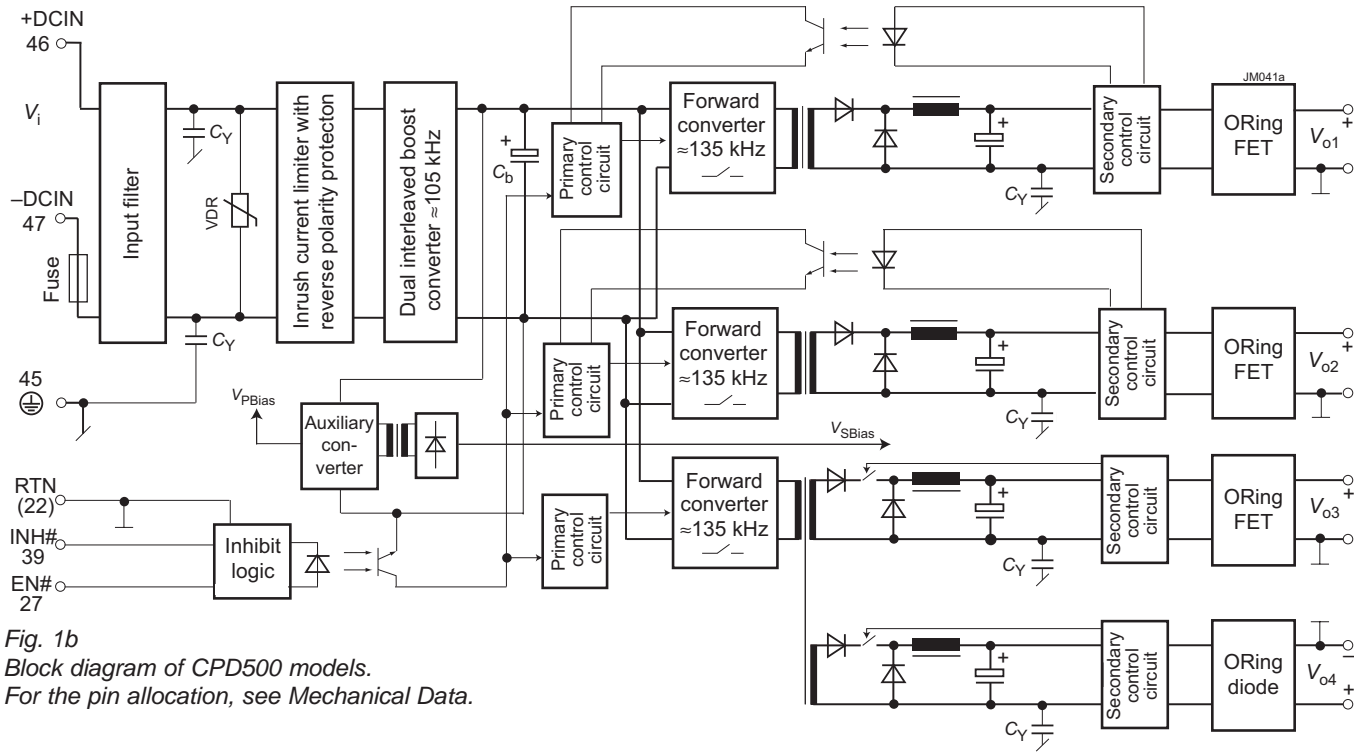 +DCIN
46
Vi
–DCIN
47
Fuse
45
Input filter
CY
VDR
CY
Inrush current limiter with
reverse polarity protecton
Dual interleaved boost
converter ≈105 kHz
+
Cb
Primary
control
circuit
Forward
converter
≈135 kHz
+
CY
Secondary
control
circuit
JM041a
ORing
FET
+
Vo1
–
Primary
control
circuit
Forward
converter
≈135 kHz
+
CY
Secondary
control
circuit
ORing
FET
+
Vo2
–
VPBias
Auxiliary
con-
verter
VSBias
RTN
(22)
INH#
39
EN#
27
Inhibit
logic
Primary
control
circuit
Forward
converter
≈135 kHz
+
CY
Secondary
control
circuit
ORing
FET
+
Vo3
–
+
CY
Secondary
control
circuit
ORing
diode
–
Vo4
+
Fig. 1b
Block diagram of CPD500 models.
For the pin allocation, see Mechanical Data.